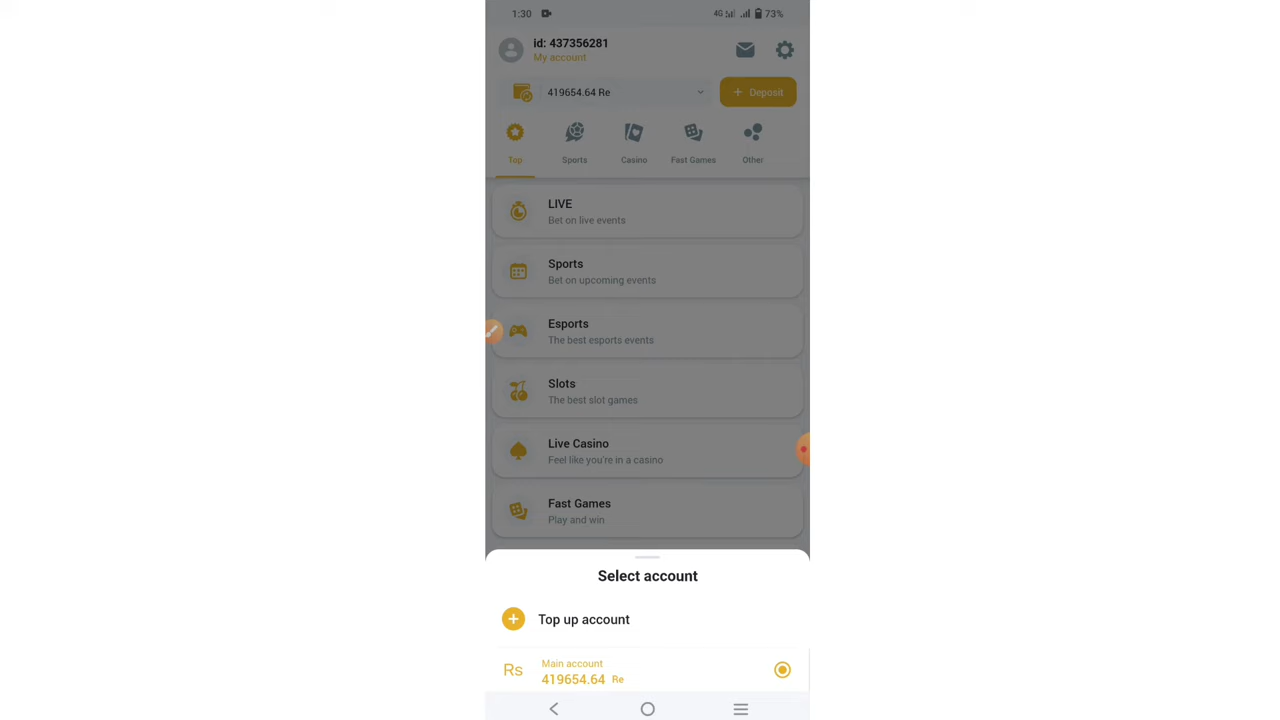 1:30 4G 73%
id: 437356281
My account
419654.64 Re
+ Deposit
Top Sports Casino Fast Games Other
LIVE
Bet on live events
Sports
Bet on upcoming events
Esports
The best esports events
Slots
The best slot games
Live Casino
Feel like you're in a casino
Fast Games
Play and win
Select account
Top up account
Rs Main account
419654.64 Re